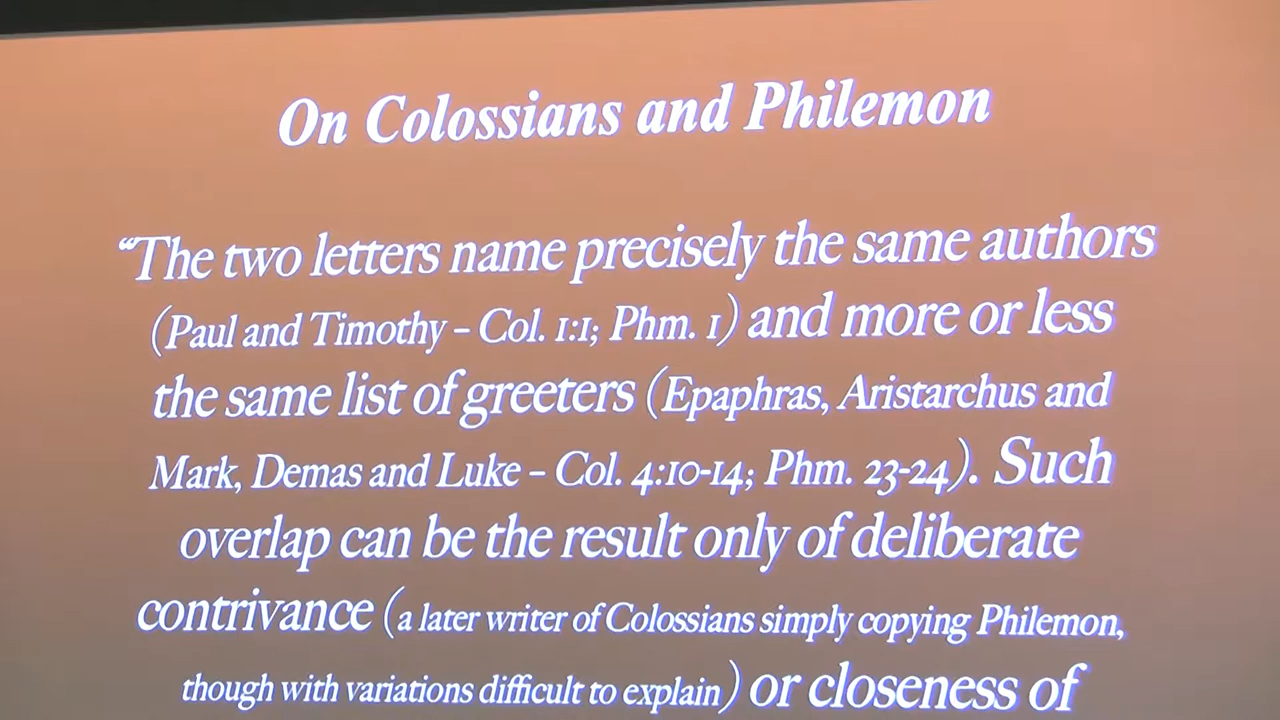 On Colossians and Philemon
“The two letters name precisely the same authors
(Paul and Timothy – Col. 1:1; Phm. 1) and more or less
the same list of greeters (Epaphras, Aristarchus and
Mark, Demas and Luke – Col. 4:10-14; Phm. 23-24). Such
overlap can be the result only of deliberate
contrivance (a later writer of Colossians simply copying Philemon,
though with variations difficult to explain) or closeness of